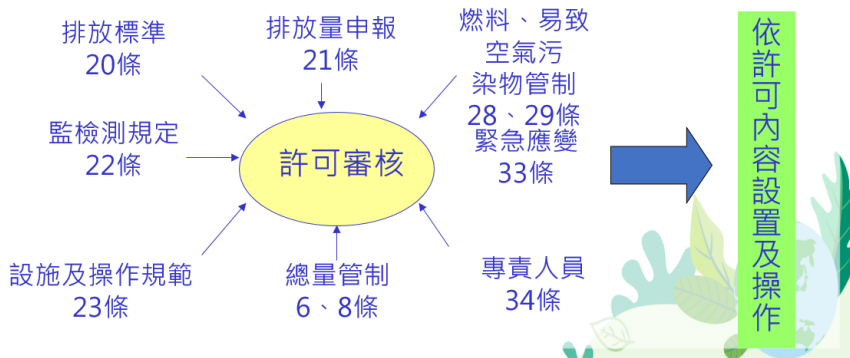 排放標準
20條
排放量申報
21條
燃料、易致
空氣污
染物管制
28、29條
緊急應變
33條
監檢測規定
22條
許可審核
設施及操作規範
23條
總量管制
6、8條
專責人員
34條
依許可內容設置及操作